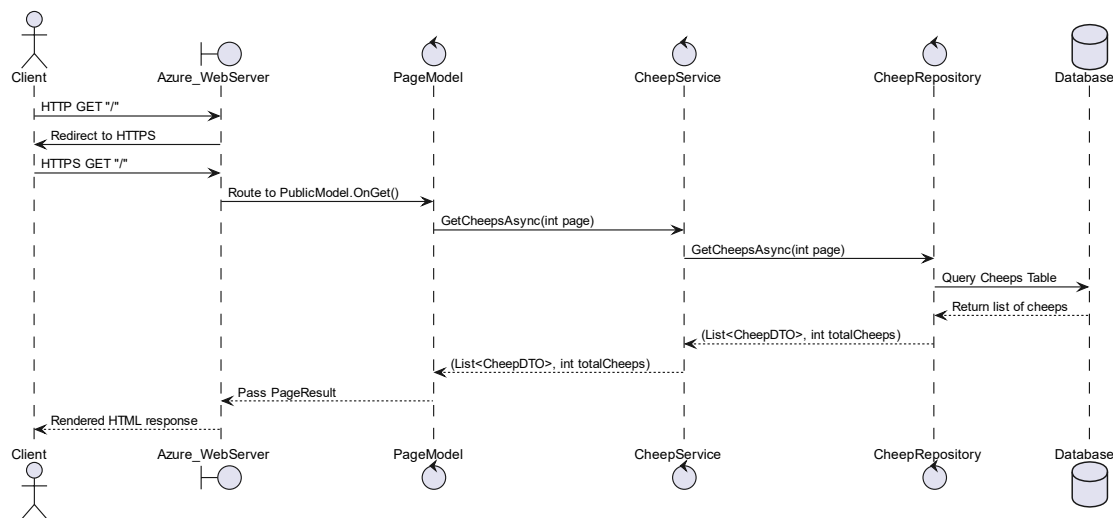 Client
Azure_WebServer
PageModel
CheepService
CheepRepository
Database
HTTP GET "/"
Redirect to HTTPS
HTTPS GET "/"
Route to PublicModel.OnGet()
GetCheepsAsync(int page)
GetCheepsAsync(int page)
Query Cheeps Table
Return list of cheeps
(List<CheepDTO>, int totalCheeps)
(List<CheepDTO>, int totalCheeps)
Pass PageResult
Rendered HTML response
Client
Azure_WebServer
PageModel
CheepService
CheepRepository
Database